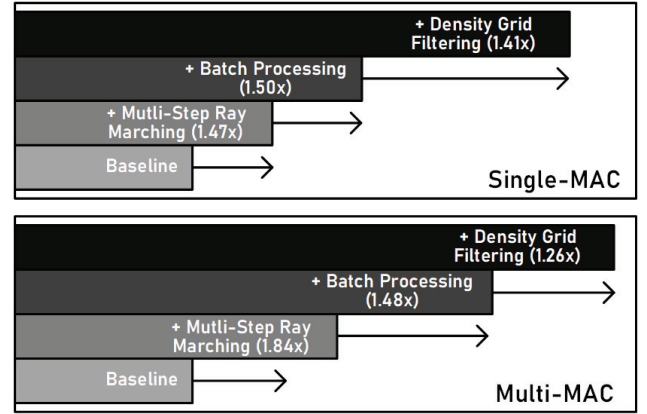 + Density Grid
Filtering (1.41x)
+ Batch Processing
(1.50x)
+ Mutli-Step Ray
Marching (1.47x)
Baseline
Single-MAC
+ Density Grid
Filtering (1.26x)
+ Batch Processing
(1.48x)
+ Mutli-Step Ray
Marching (1.84x)
Baseline
Multi-MAC